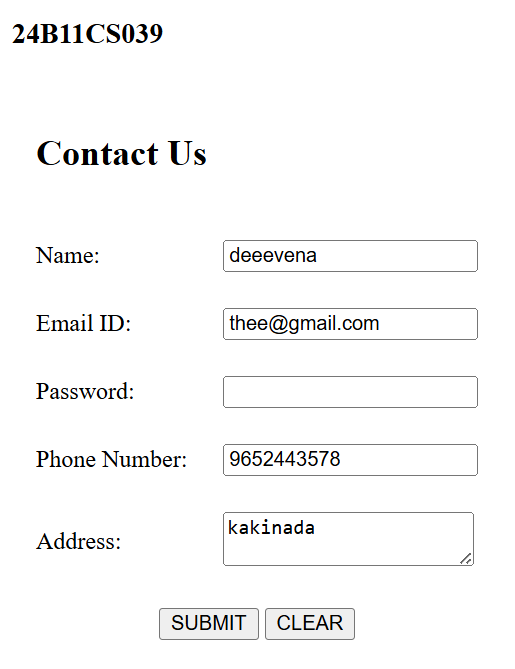 24B11CS039
Contact Us
Name: deeevena
Email ID: thee@gmail.com
Password:
Phone Number: 9652443578
Address: kakinada
SUBMIT CLEAR